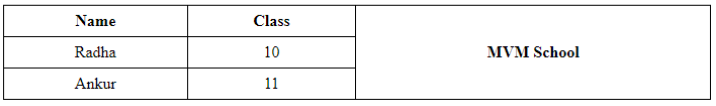 Name Class
Radha 10 MVM School
Ankur 11